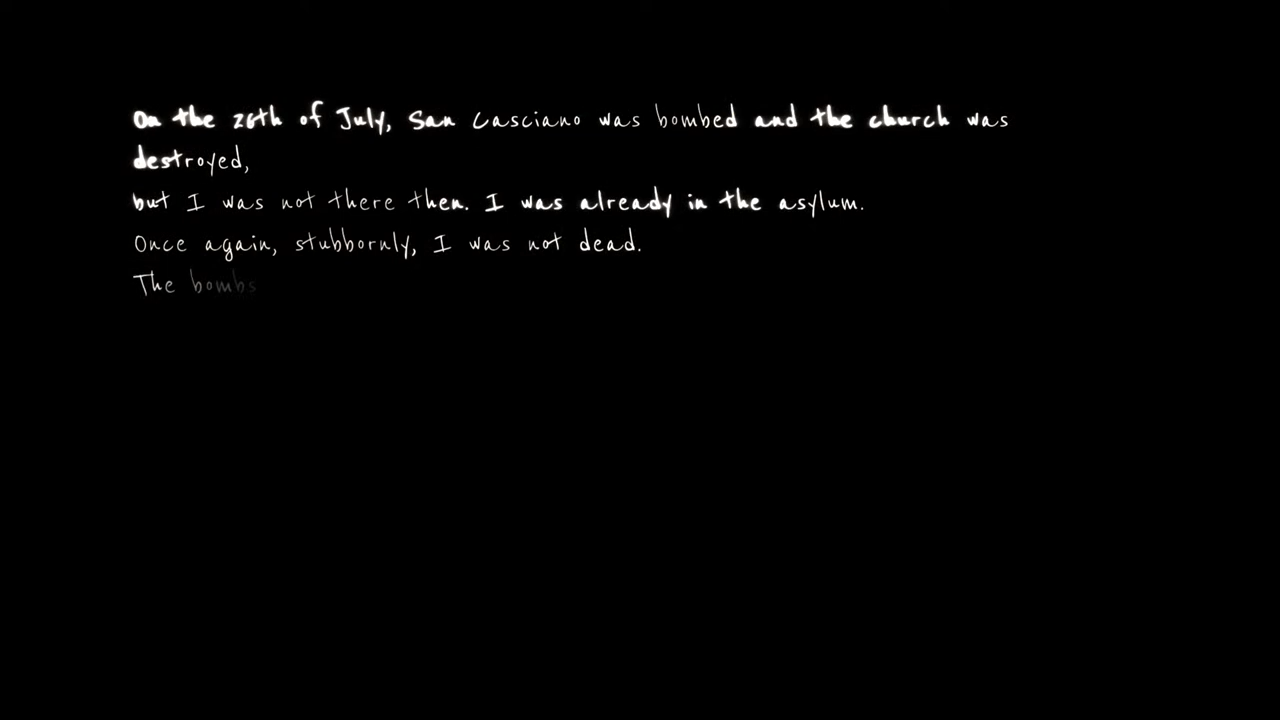 On the 26th of July, San Casciano was bombed and the church was
destroyed,
but I was not there then. I was already in the asylum.
Once again, stubbornly, I was not dead.
The bombs